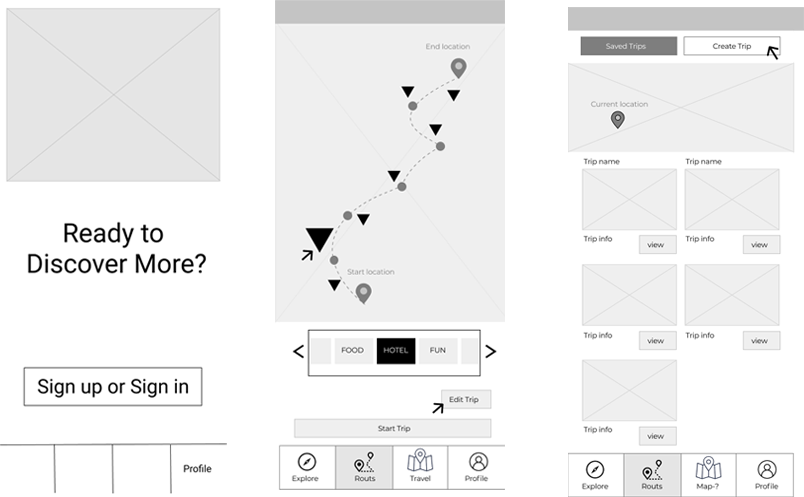 Ready to
Discover More?
Sign up or Sign in
Profile
End location
Start location
FOOD
HOTEL
FUN
Edit Trip
Start Trip
Explore
Routs
Travel
Profile
Saved Trips
Create Trip
Current location
Trip name
Trip name
Trip info
view
Trip info
view
Trip info
view
Trip info
view
Trip info
view
Explore
Routs
Map-?
Profile